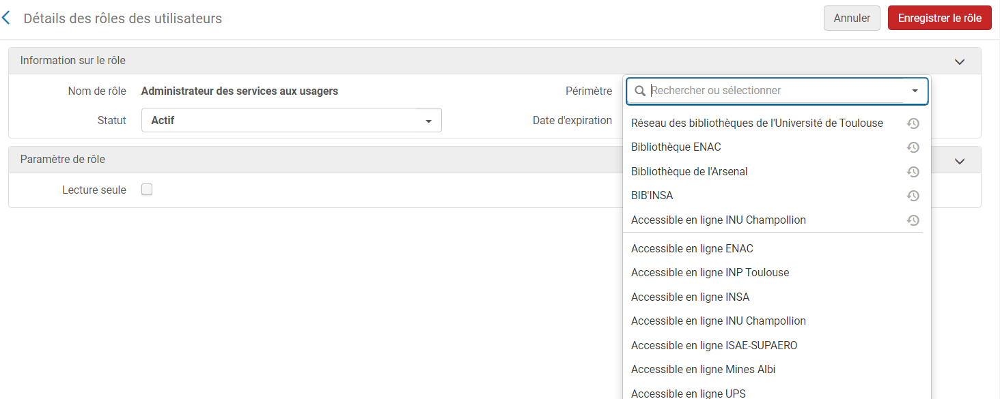 Détails des rôles des utilisateurs
Annuler
Enregistrer le rôle
Information sur le rôle
Nom de rôle Administrateur des services aux usagers
Périmètre
Rechercher ou sélectionner
Statut Actif
Date d'expiration
Réseau des bibliothèques de l'Université de Toulouse
Bibliothèque ENAC
Bibliothèque de l'Arsenal
BIB'INSA
Accessible en ligne INU Champollion
Accessible en ligne ENAC
Accessible en ligne INP Toulouse
Accessible en ligne INSA
Accessible en ligne INU Champollion
Accessible en ligne ISAE-SUPAERO
Accessible en ligne Mines Albi
Accessible en ligne UPS
Paramètre de rôle
Lecture seule